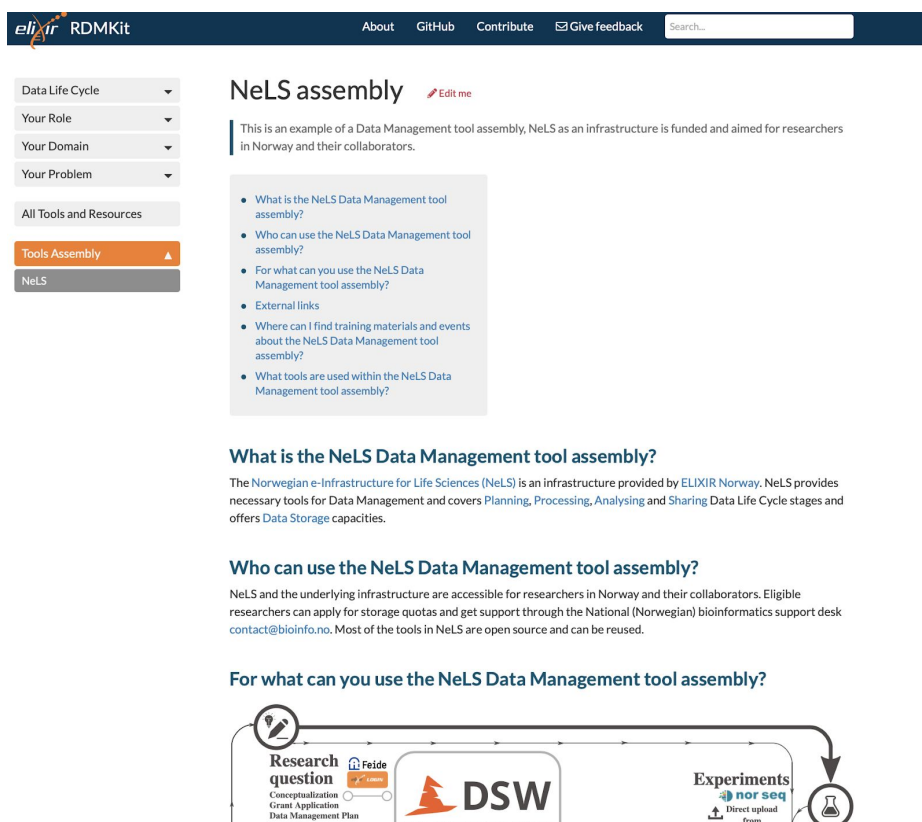 elixir RDMKit
About GitHub Contribute Give feedback Search...
Data Life Cycle
Your Role
Your Domain
Your Problem
All Tools and Resources
Tools Assembly
NeLS
NeLS assembly Edit me
This is an example of a Data Management tool assembly, NeLS as an infrastructure is funded and aimed for researchers
in Norway and their collaborators.
What is the NeLS Data Management tool
assembly?
Who can use the NeLS Data Management tool
assembly?
For what can you use the NeLS Data
Management tool assembly?
External links
Where can I find training materials and events
about the NeLS Data Management tool
assembly?
What tools are used within the NeLS Data
Management tool assembly?
What is the NeLS Data Management tool assembly?
The Norwegian e-Infrastructure for Life Sciences (NeLS) is an infrastructure provided by ELIXIR Norway. NeLS provides
necessary tools for Data Management and covers Planning, Processing, Analysing and Sharing Data Life Cycle stages and
offers Data Storage capacities.
Who can use the NeLS Data Management tool assembly?
NeLS and the underlying infrastructure are accessible for researchers in Norway and their collaborators. Eligible
researchers can apply for storage quotas and get support through the National (Norwegian) bioinformatics support desk
contact@bioinfo.no. Most of the tools in NeLS are open source and can be reused.
For what can you use the NeLS Data Management tool assembly?
Research
question
Feide
LOGIN
Conceptualization
Grant Application
Data Management Plan
DSW
Experiments
nor seq
Direct upload
from